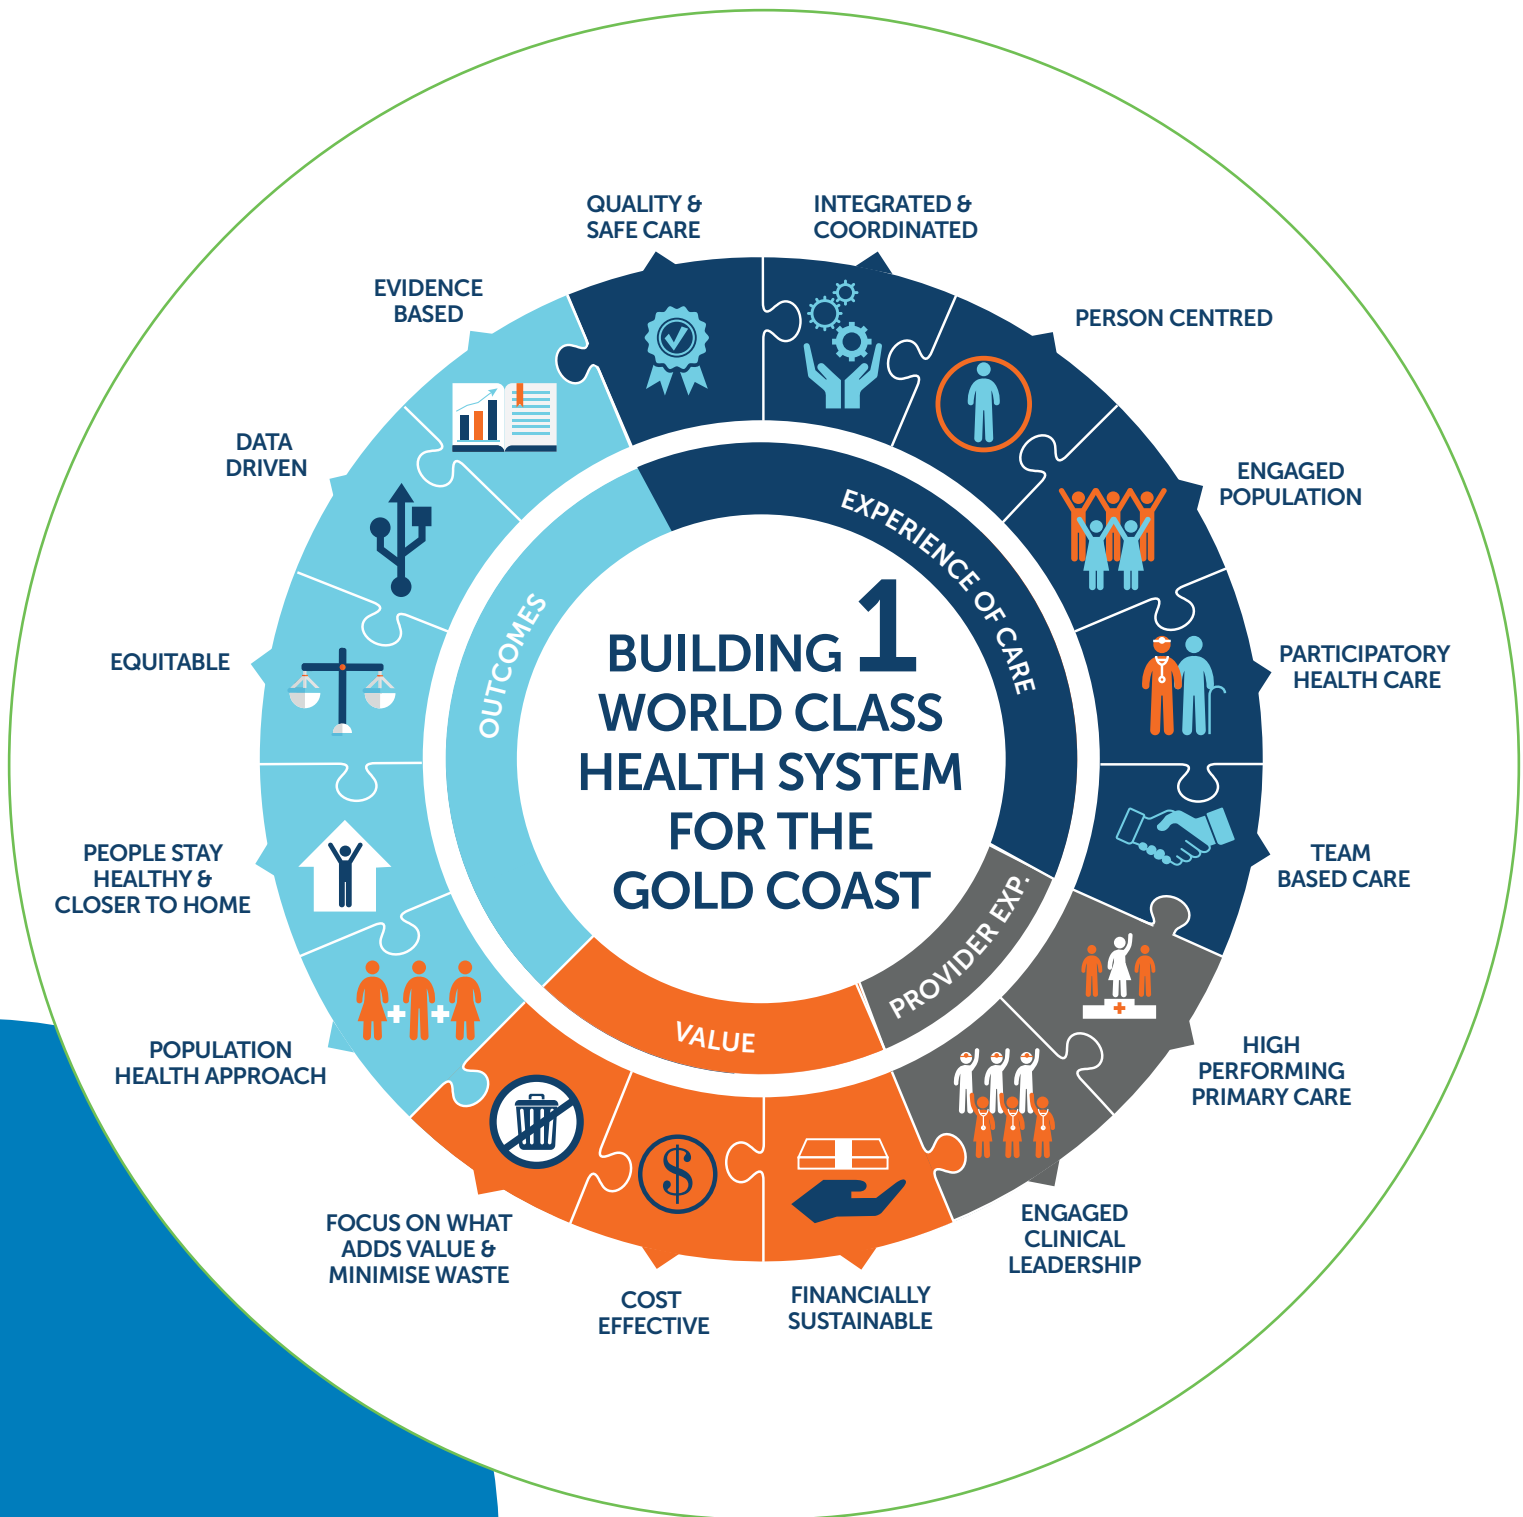 QUALITY &
SAFE CARE
INTEGRATED &
COORDINATED
PERSON CENTRED
ENGAGED
POPULATION
PARTICIPATORY
HEALTH CARE
TEAM
BASED CARE
HIGH
PERFORMING
PRIMARY CARE
ENGAGED
CLINICAL
LEADERSHIP
FINANCIALLY
SUSTAINABLE
COST
EFFECTIVE
FOCUS ON WHAT
ADDS VALUE &
MINIMISE WASTE
POPULATION
HEALTH APPROACH
PEOPLE STAY
HEALTHY &
CLOSER TO HOME
EQUITABLE
DATA
DRIVEN
EVIDENCE
BASED
EXPERIENCE OF CARE
PROVIDER EXP.
VALUE
OUTCOMES
BUILDING 1
WORLD CLASS
HEALTH SYSTEM
FOR THE
GOLD COAST
$